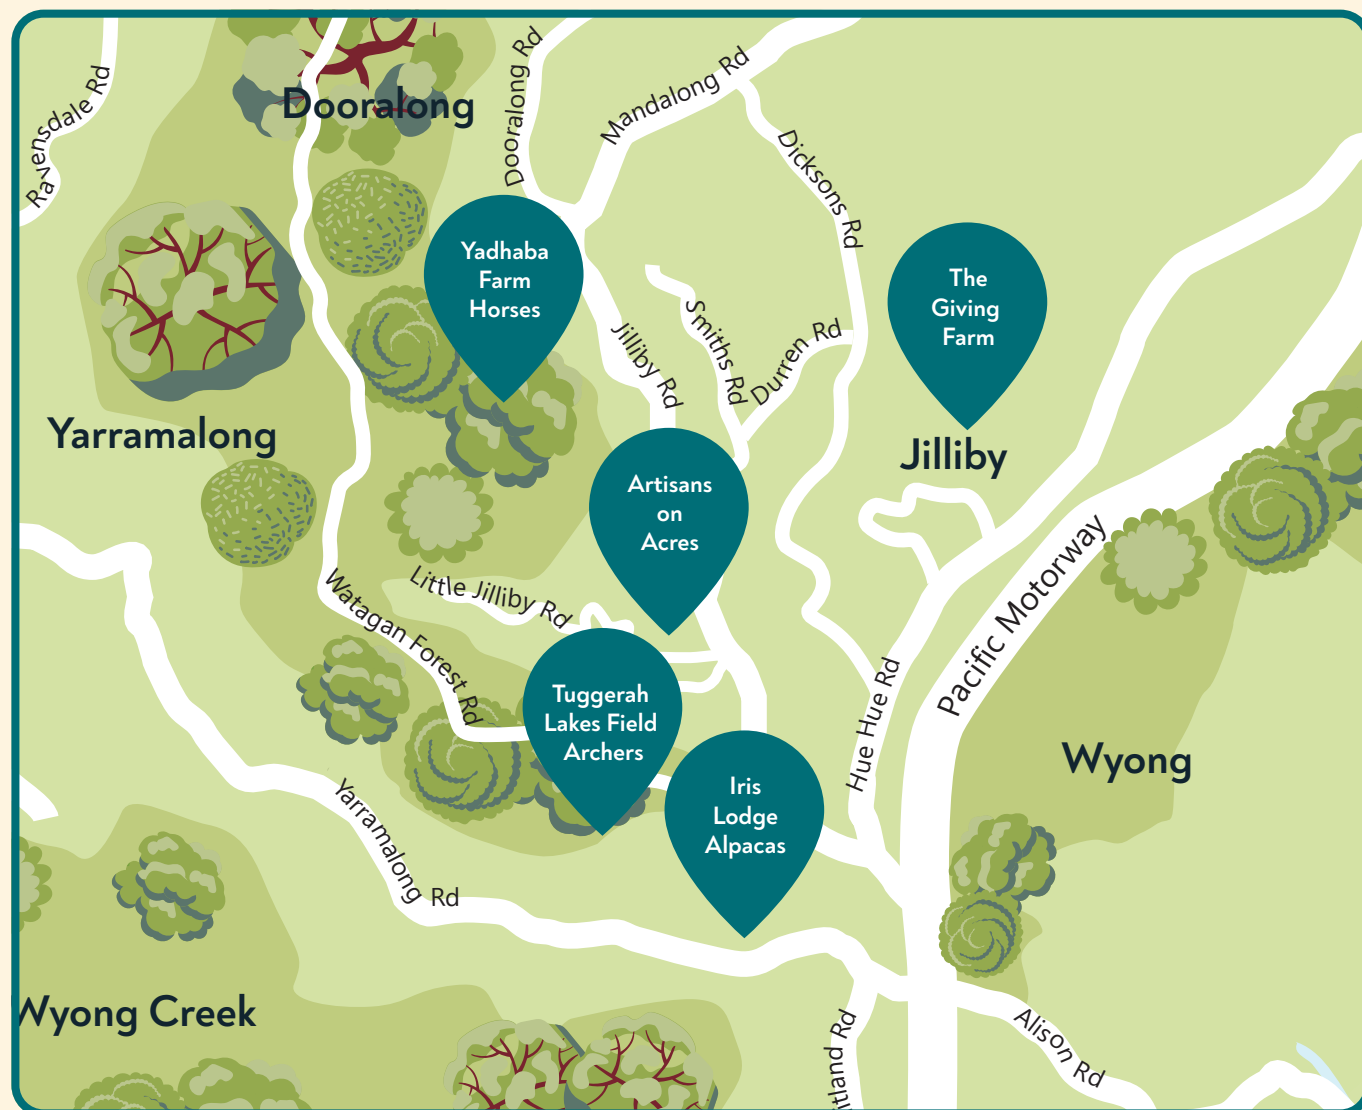 Ravensdale Rd
Dooralong
Dooralong Rd
Mandalong Rd
Dicksons Rd
Yadhaba
Farm
Horses
The
Giving
Farm
Jilliby Rd
Smiths Rd
Durren Rd
Yarramalong
Jilliby
Artisans
on
Acres
Pacific Motorway
Little Jilliby Rd
Watagan Forest Rd
Hue Hue Rd
Tuggerah
Lakes Field
Archers
Wyong
Iris
Lodge
Alpacas
Yarramalong Rd
Wyong Creek
Alison Rd
Rd